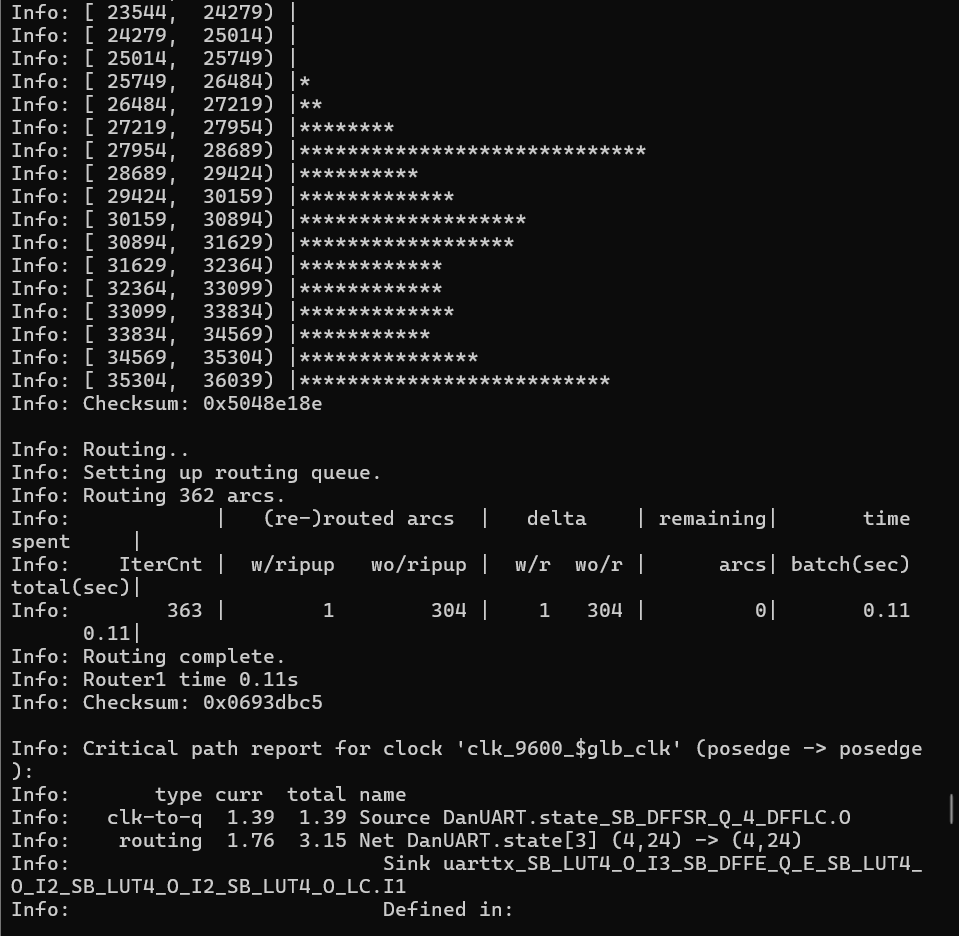 Info: [ 23544,  24279) |
Info: [ 24279,  25014) |
Info: [ 25014,  25749) |
Info: [ 25749,  26484) |*
Info: [ 26484,  27219) |**
Info: [ 27219,  27954) |********
Info: [ 27954,  28689) |*****************************
Info: [ 28689,  29424) |**********
Info: [ 29424,  30159) |*************
Info: [ 30159,  30894) |*******************
Info: [ 30894,  31629) |******************
Info: [ 31629,  32364) |************
Info: [ 32364,  33099) |************
Info: [ 33099,  33834) |*************
Info: [ 33834,  34569) |***********
Info: [ 34569,  35304) |***************
Info: [ 35304,  36039) |**************************
Info: Checksum: 0x5048e18e

Info: Routing..
Info: Setting up routing queue.
Info: Routing 362 arcs.
Info:            |   (re-)routed arcs  |   delta    | remaining|       time
spent     |
Info:    IterCnt |  w/ripup   wo/ripup |  w/r  wo/r |      arcs| batch(sec)
total(sec)|
Info:        363 |        1        304 |    1   304 |         0|       0.11
      0.11|
Info: Routing complete.
Info: Router1 time 0.11s
Info: Checksum: 0x0693dbc5

Info: Critical path report for clock 'clk_9600_$glb_clk' (posedge -> posedge
):
Info:       type curr  total name
Info:   clk-to-q  1.39  1.39 Source DanUART.state_SB_DFFSR_Q_4_DFFLC.O
Info:    routing  1.76  3.15 Net DanUART.state[3] (4,24) -> (4,24)
Info:                          Sink uarttx_SB_LUT4_O_I3_SB_DFFE_Q_E_SB_LUT4_
O_I2_SB_LUT4_O_I2_SB_LUT4_O_LC.I1
Info:                          Defined in: